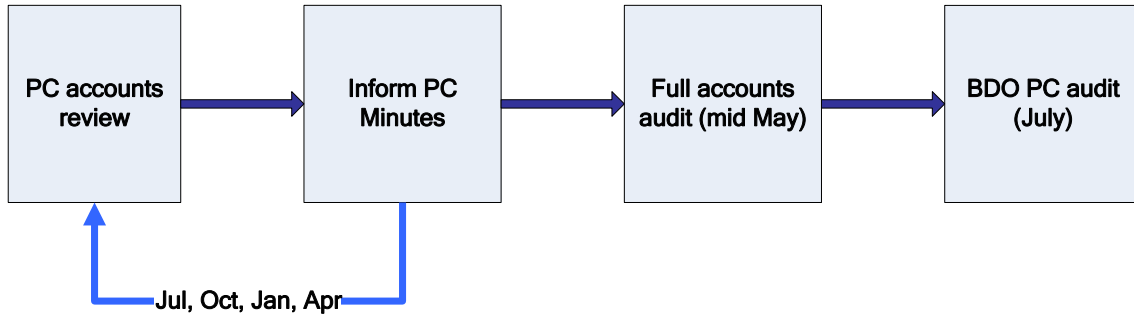 PC accounts
review
Inform PC
Minutes
Full accounts
audit (mid May)
BDO PC audit
(July)
Jul, Oct, Jan, Apr